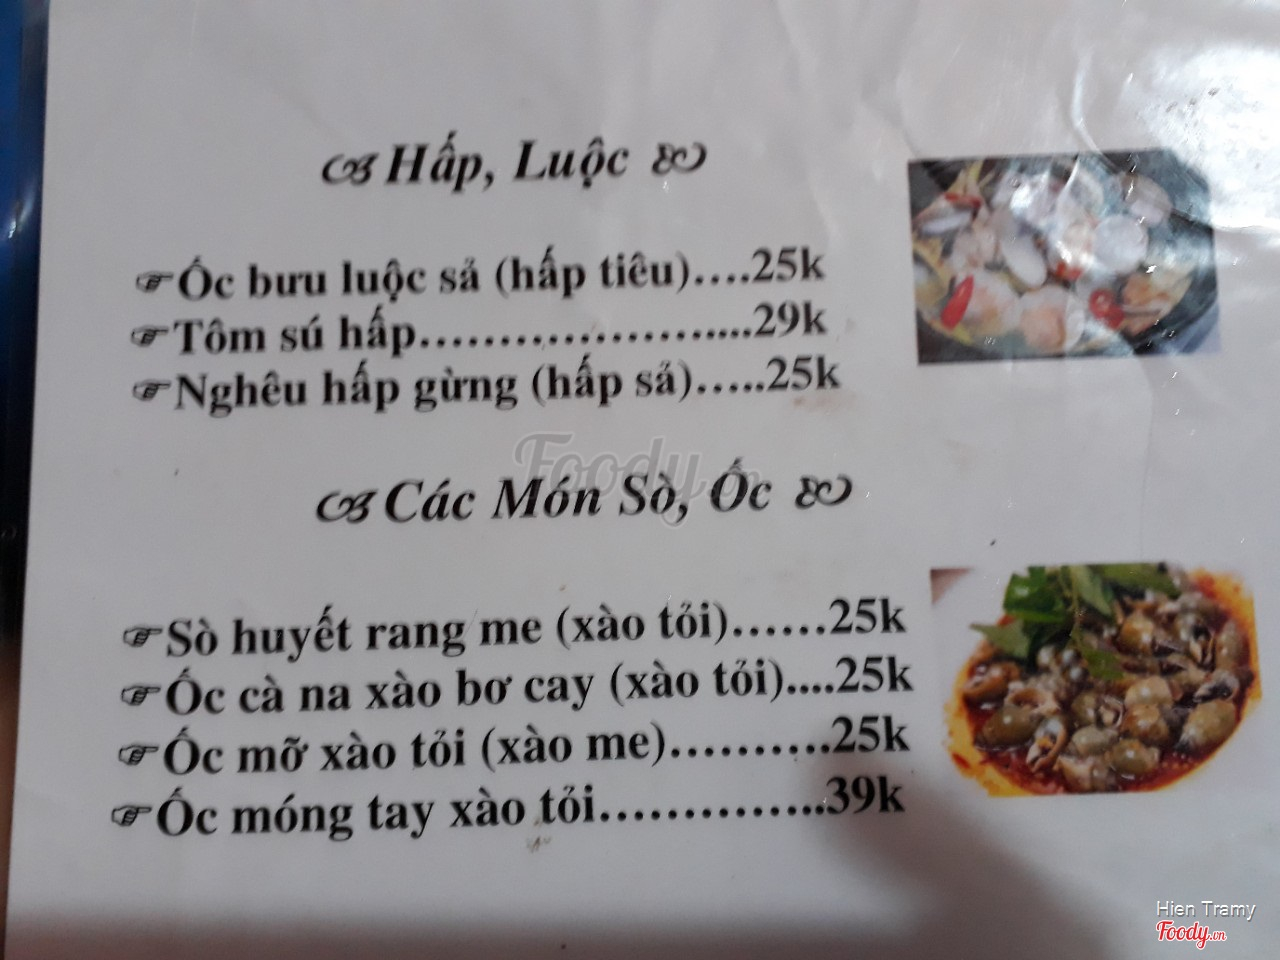 Hấp, Luộc
Ốc bưu luộc sả (hấp tiêu)....25k
Tôm sú hấp.......................29k
Nghêu hấp gừng (hấp sả).....25k
Foody.vn
Các Món Sò, Ốc
Sò huyết rang me (xào tỏi).......25k
Ốc cà na xào bơ cay (xào tỏi)....25k
Ốc mỡ xào tỏi (xào me)..........25k
Ốc móng tay xào tỏi...............39k
Hien Tramy
Foody.vn